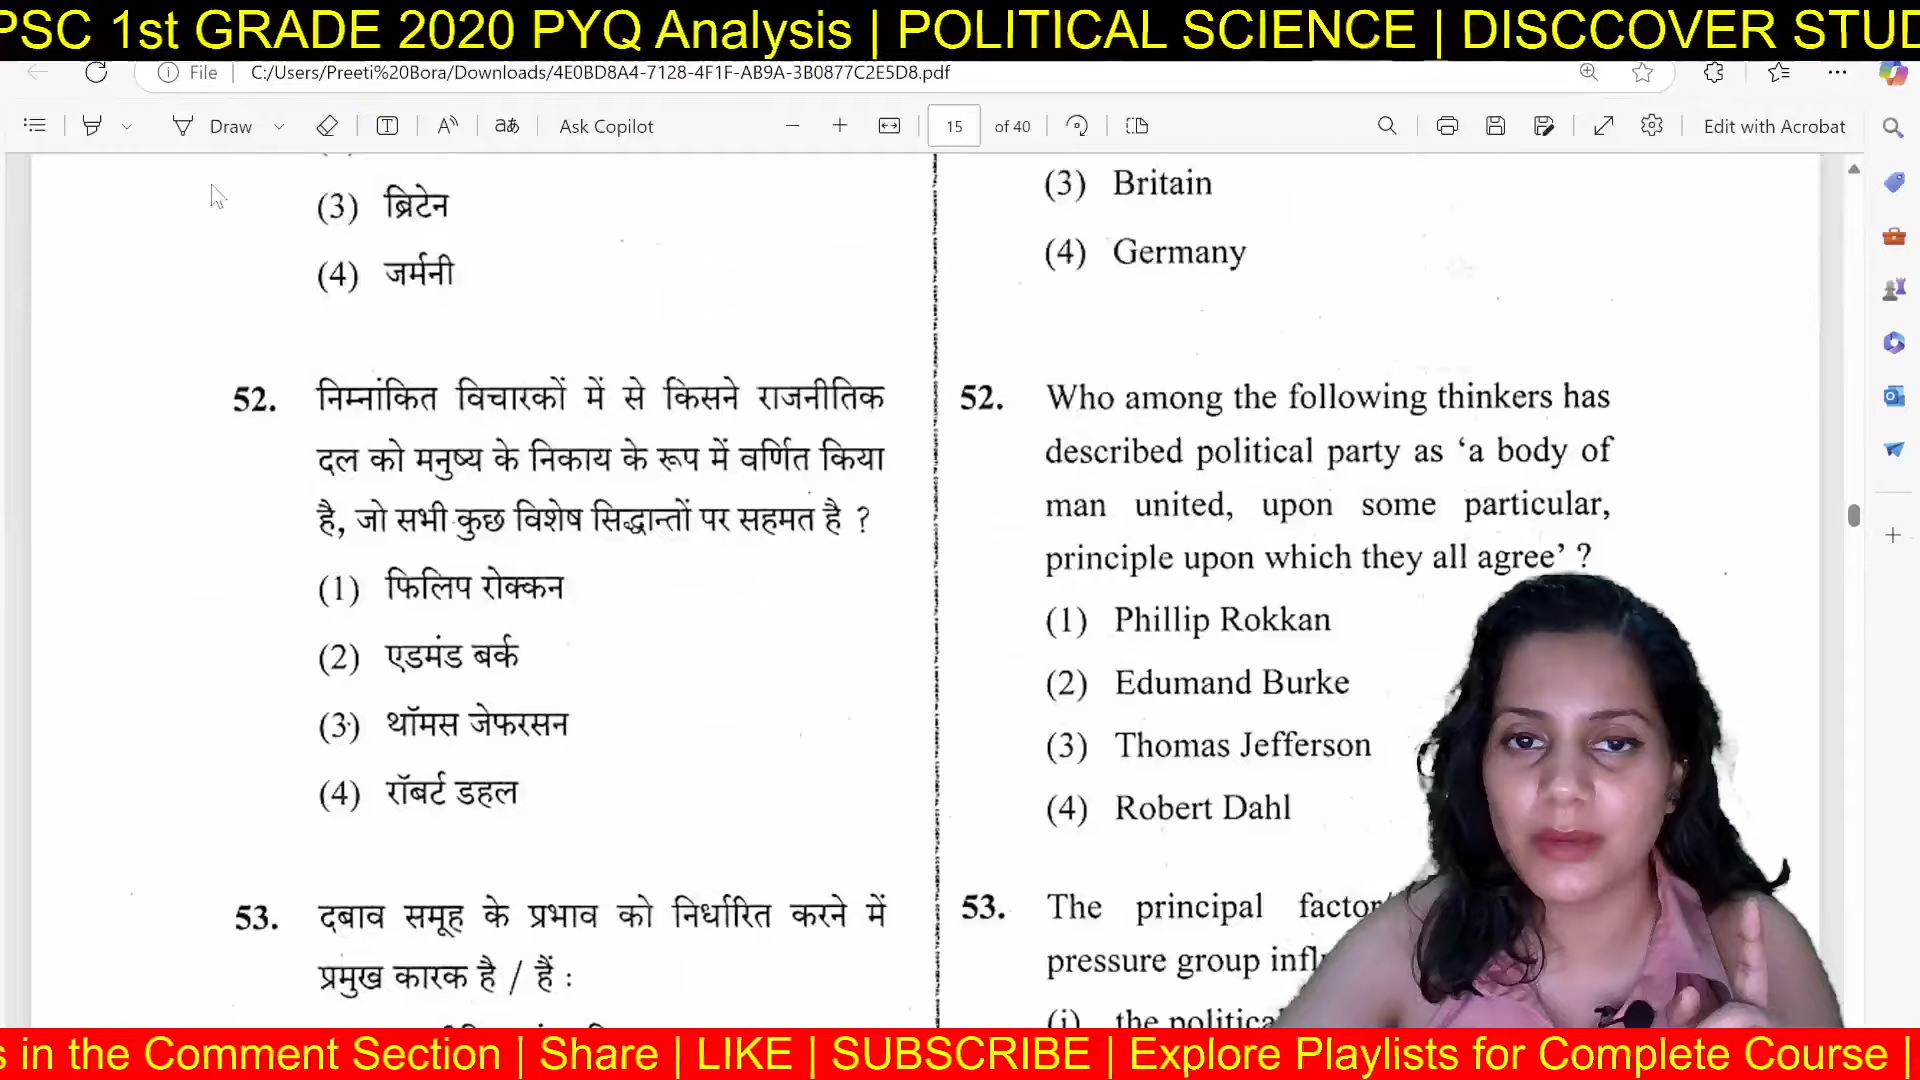 PSC 1st GRADE 2020 PYQ Analysis | POLITICAL SCIENCE | DISCCOVER STUD
File | C:/Users/Preeti%20Bora/Downloads/4E0BD8A4-7128-4F1F-AB9A-3B0877C2E5D8.pdf
Draw
Ask Copilot
15 of 40
Edit with Acrobat
(3) ब्रिटेन
(4) जर्मनी
52. निम्नांकित विचारकों में से किसने राजनीतिक
दल को मनुष्य के निकाय के रूप में वर्णित किया
है, जो सभी कुछ विशेष सिद्धान्तों पर सहमत है ?
(1) फिलिप रोक्कन
(2) एडमंड बर्क
(3) थॉमस जेफरसन
(4) रॉबर्ट डहल
53. दबाव समूह के प्रभाव को निर्धारित करने में
प्रमुख कारक है / हैं :
(3) Britain
(4) Germany
52. Who among the following thinkers has
described political party as ‘a body of
man united, upon some particular,
principle upon which they all agree’ ?
(1) Phillip Rokkan
(2) Edumand Burke
(3) Thomas Jefferson
(4) Robert Dahl
53. The principal factor
pressure group
(i) the
s in the Comment Section | Share | LIKE | SUBSCRIBE | Explore Playlists for Complete Course |